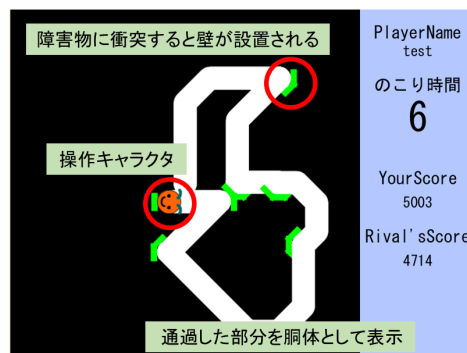 障害物に衝突すると壁が設置される
操作キャラクタ
通過した部分を胴体として表示
PlayerName
test
のこり時間
6
YourScore
5003
Rival'sScore
4714